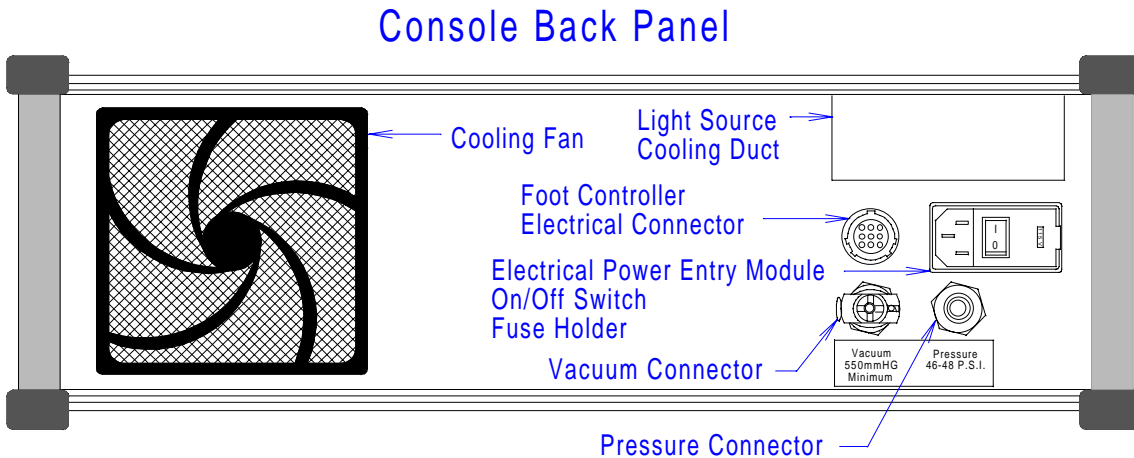 Console Back Panel
Cooling Fan
Light Source
Cooling Duct
Foot Controller
Electrical Connector
Electrical Power Entry Module
On/Off Switch
Fuse Holder
I
0
Vacuum Connector
Vacuum
550mmHG
Minimum
Pressure
46-48 P.S.I.
Pressure Connector